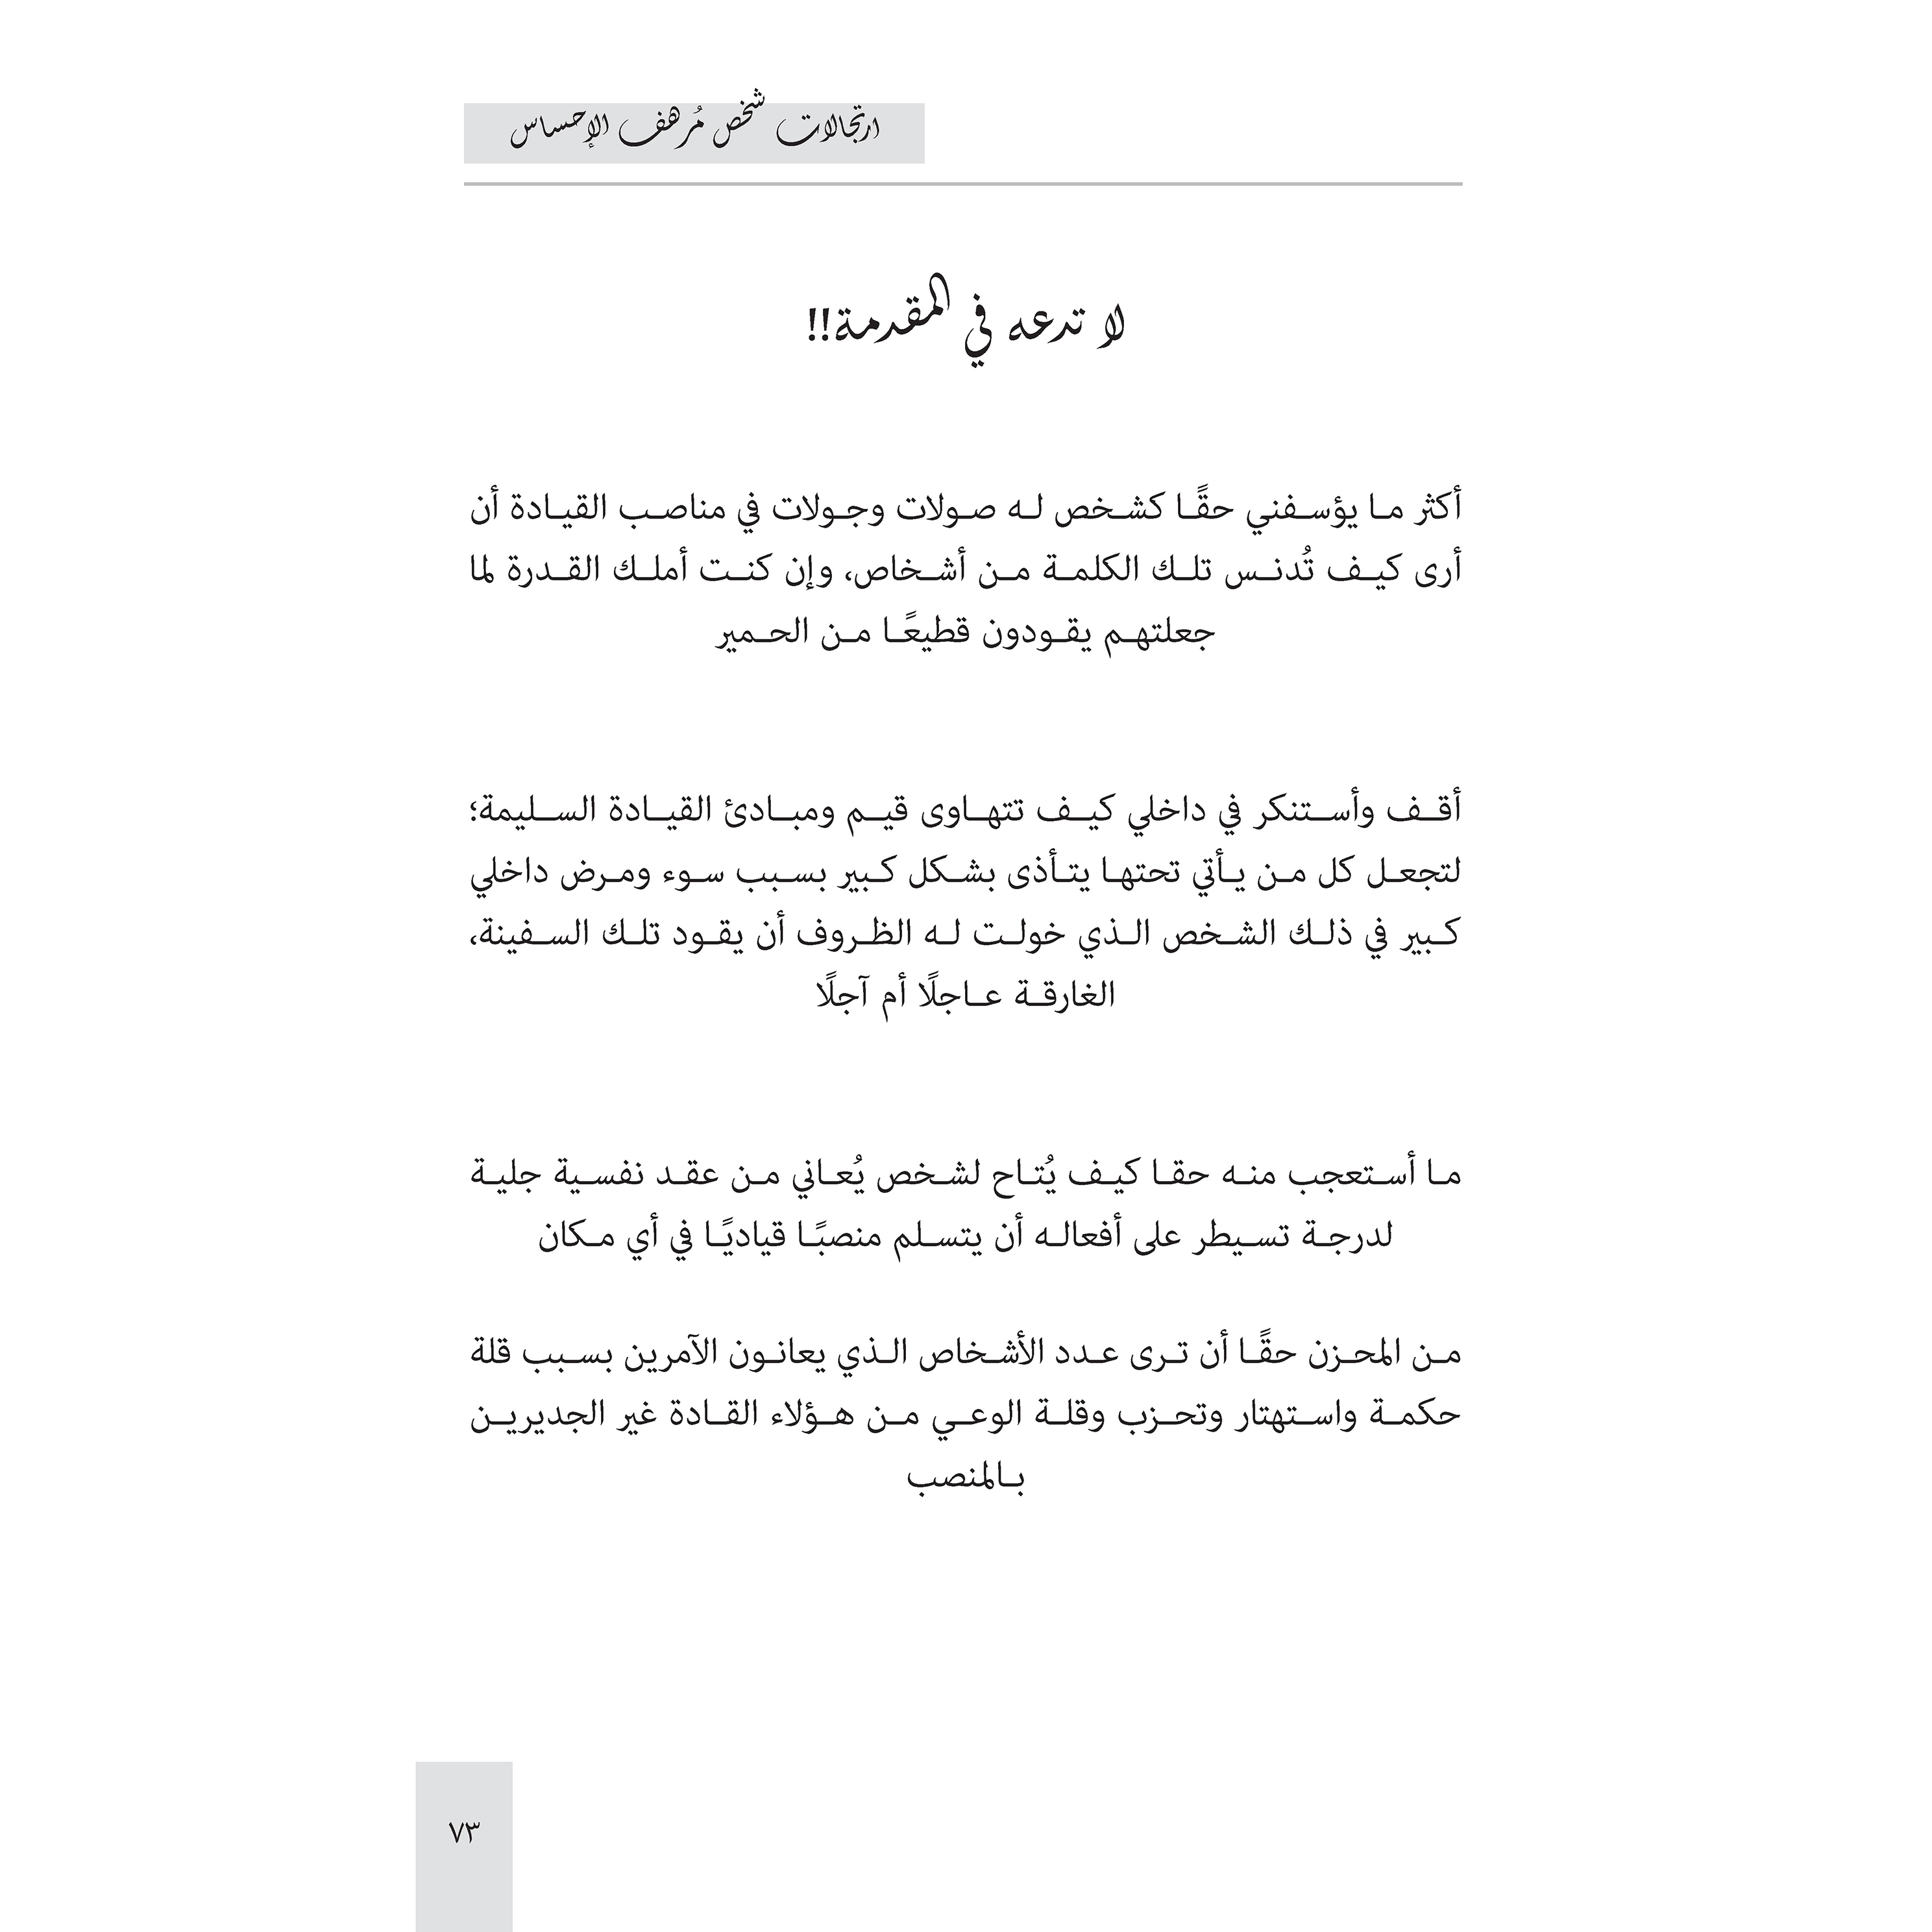 ارتجالات شخص مُرهف الإحساس
لا تدعه في المقدمة!!
أكثر ما يؤسفني حقًا كشخص له صولات وجولات في مناصب القيادة أن
أرى كيف تُدنس تلك الكلمة من أشخاص، وإن كنت أملك القدرة لما
جعلتهم يقودون قطيعًا من الحمير
أقف وأستنكر في داخلي كيف تتهاوى قيم ومبادئ القيادة السليمة؛
لتجعل كل من يأتي تحتها يتأذى بشكل كبير بسبب سوء ومرض داخلي
كبير في ذلك الشخص الذي خولت له الظروف أن يقود تلك السفينة،
الغارقة عاجلًا أم آجلًا
ما أستعجب منه حقا كيف يُتاح لشخص يُعاني من عقد نفسية جلية
لدرجة تسيطر على أفعاله أن يتسلم منصبًا قياديًا في أي مكان
من المحزن حقًا أن ترى عدد الأشخاص الذي يعانون الآمرين بسبب قلة
حكمة واستهتار وتحزب وقلة الوعي من هؤلاء القادة غير الجديرين
بالمنصب
٧٣